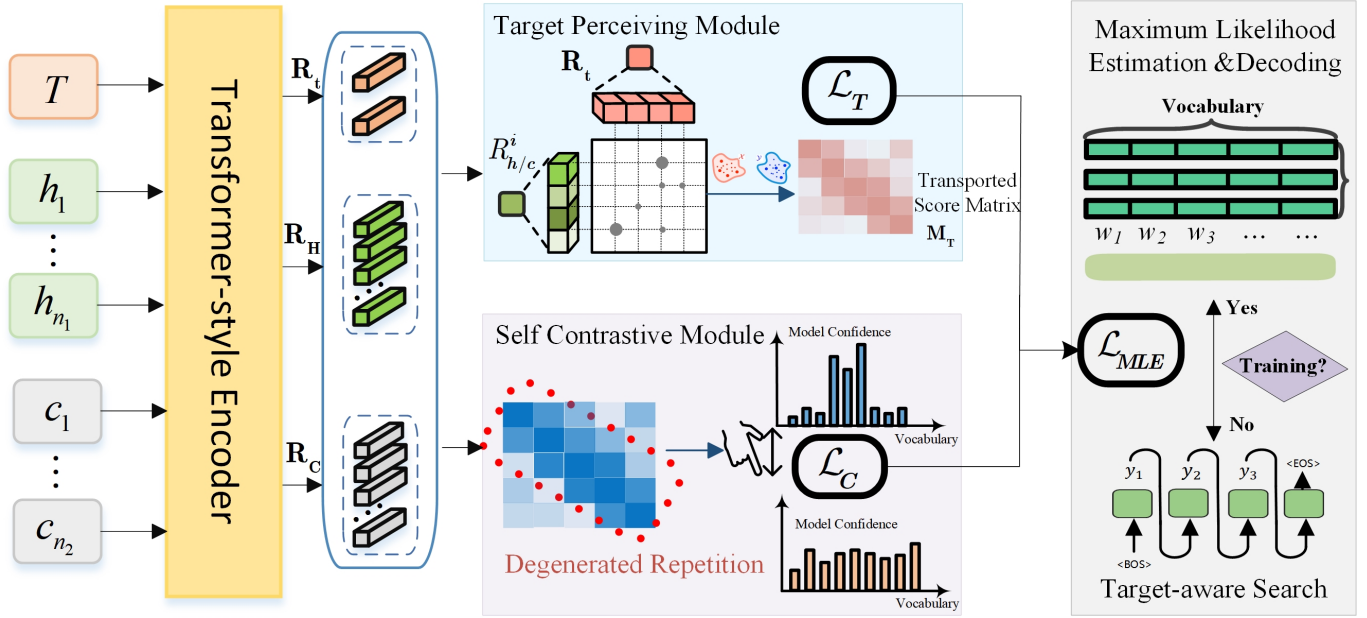 T
h1
hn1
c1
cn2
Transformer-style Encoder
Rt
RH
RC
Target Perceiving Module
Rt
R^i_{h/c}
x
y
ℒT
Transported
Score Matrix
MT
Self Contrastive Module
Degenerated Repetition
Model Confidence
Vocabulary
ℒC
Model Confidence
Vocabulary
ℒMLE
Maximum Likelihood
Estimation &Decoding
Vocabulary
w1 w2 w3 ... ...
Yes
Training?
No
y1 y2 y3 <EOS>
<BOS>
Target-aware Search